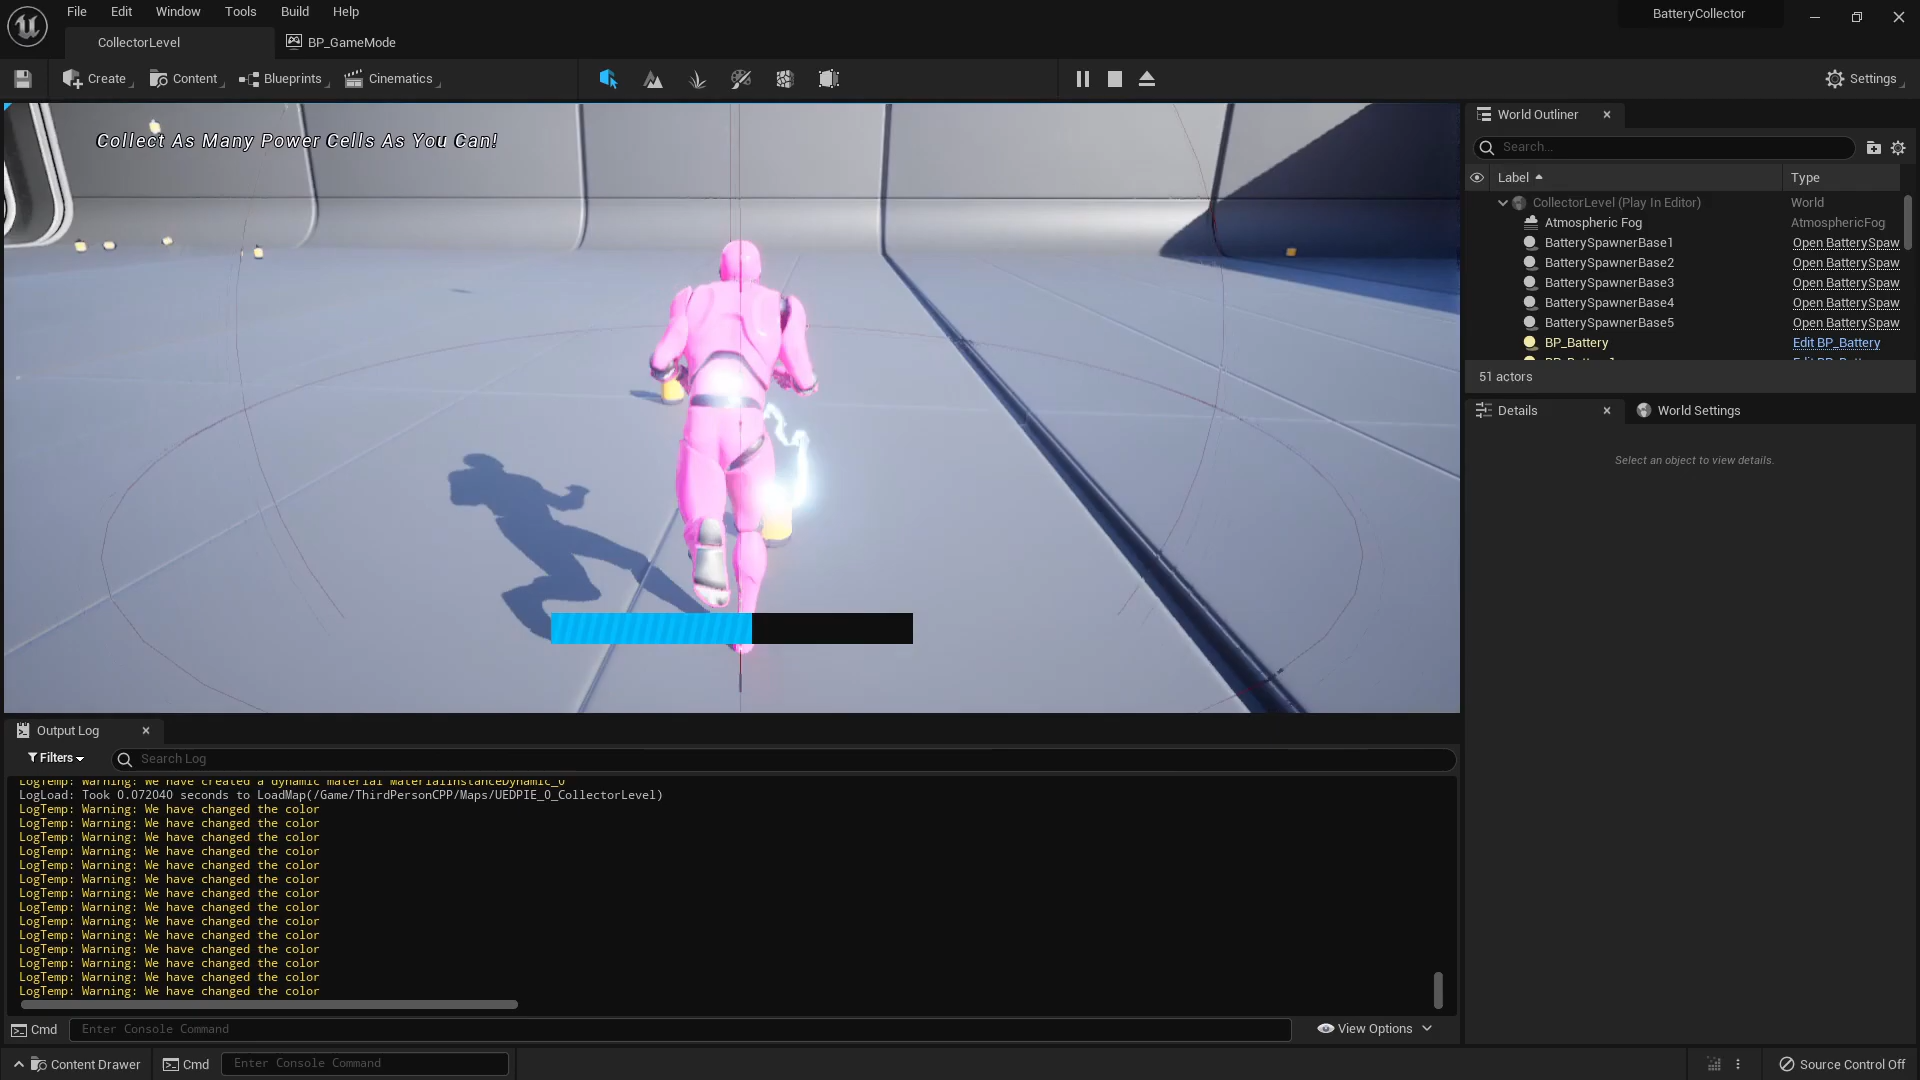 File Edit Window Tools Build Help
BatteryCollector
CollectorLevel
BP_GameMode
Create
Content
Blueprints
Cinematics
Settings
Collect As Many Power Cells As You Can!
World Outliner
Search...
Label
Type
CollectorLevel (Play In Editor) World
Atmospheric Fog AtmosphericFog
BatterySpawnerBase1 Open BatterySpaw
BatterySpawnerBase2 Open BatterySpaw
BatterySpawnerBase3 Open BatterySpaw
BatterySpawnerBase4 Open BatterySpaw
BatterySpawnerBase5 Open BatterySpaw
BP_Battery Edit BP_Battery
51 actors
Details
World Settings
Select an object to view details.
Output Log
Filters
Search Log
LogTemp: Warning: We have created a dynamic material MaterialInstanceDynamic_0
LogLoad: Took 0.072040 seconds to LoadMap(/Game/ThirdPersonCPP/Maps/UEDPIE_0_CollectorLevel)
LogTemp: Warning: We have changed the color
LogTemp: Warning: We have changed the color
LogTemp: Warning: We have changed the color
LogTemp: Warning: We have changed the color
LogTemp: Warning: We have changed the color
LogTemp: Warning: We have changed the color
LogTemp: Warning: We have changed the color
LogTemp: Warning: We have changed the color
LogTemp: Warning: We have changed the color
LogTemp: Warning: We have changed the color
LogTemp: Warning: We have changed the color
LogTemp: Warning: We have changed the color
LogTemp: Warning: We have changed the color
LogTemp: Warning: We have changed the color
Cmd
Enter Console Command
View Options
Content Drawer
Cmd
Enter Console Command
Source Control Off